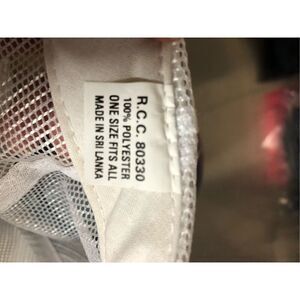 R.C.C. 80330
100% POLYESTER
ONE SIZE FITS ALL
MADE IN SRI LANKA